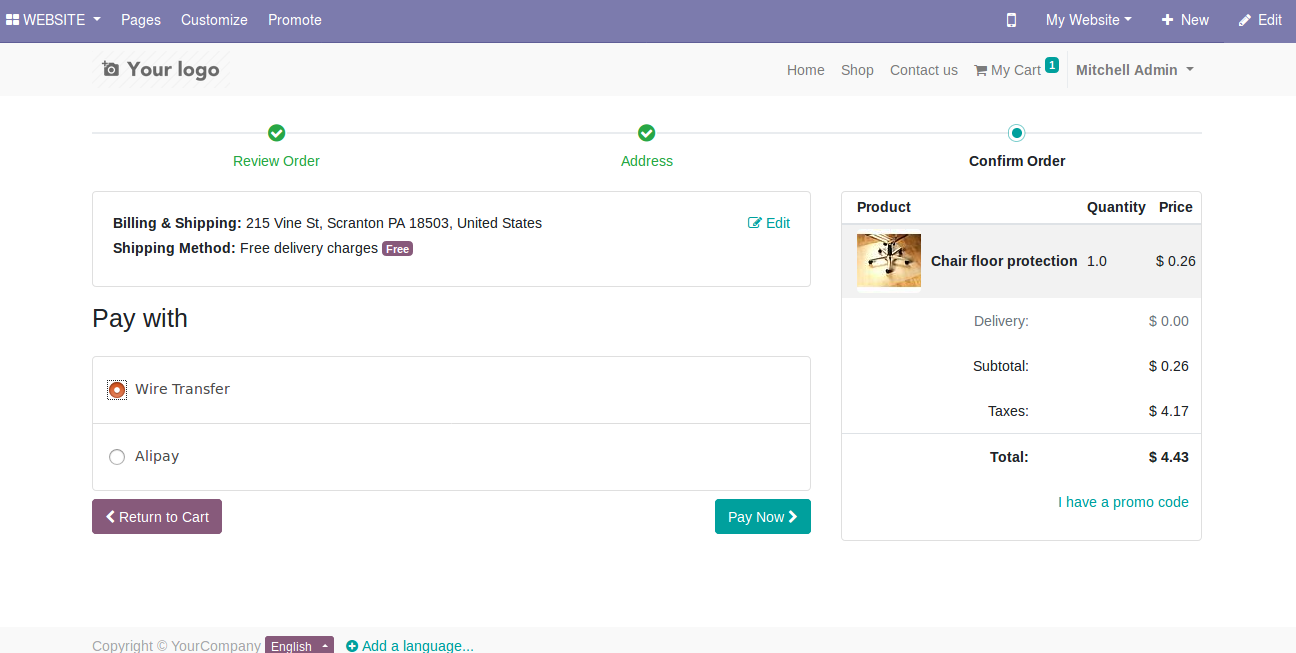 WEBSITE Pages Customize Promote My Website New Edit
Your logo Home Shop Contact us My Cart 1 Mitchell Admin
Review Order Address Confirm Order
Billing & Shipping: 215 Vine St, Scranton PA 18503, United States Edit
Shipping Method: Free delivery charges Free
Pay with
Wire Transfer
Alipay
Return to Cart Pay Now
Product Quantity Price
Chair floor protection 1.0 $ 0.26
Delivery: $ 0.00
Subtotal: $ 0.26
Taxes: $ 4.17
Total: $ 4.43
I have a promo code
Copyright © YourCompany English Add a language...